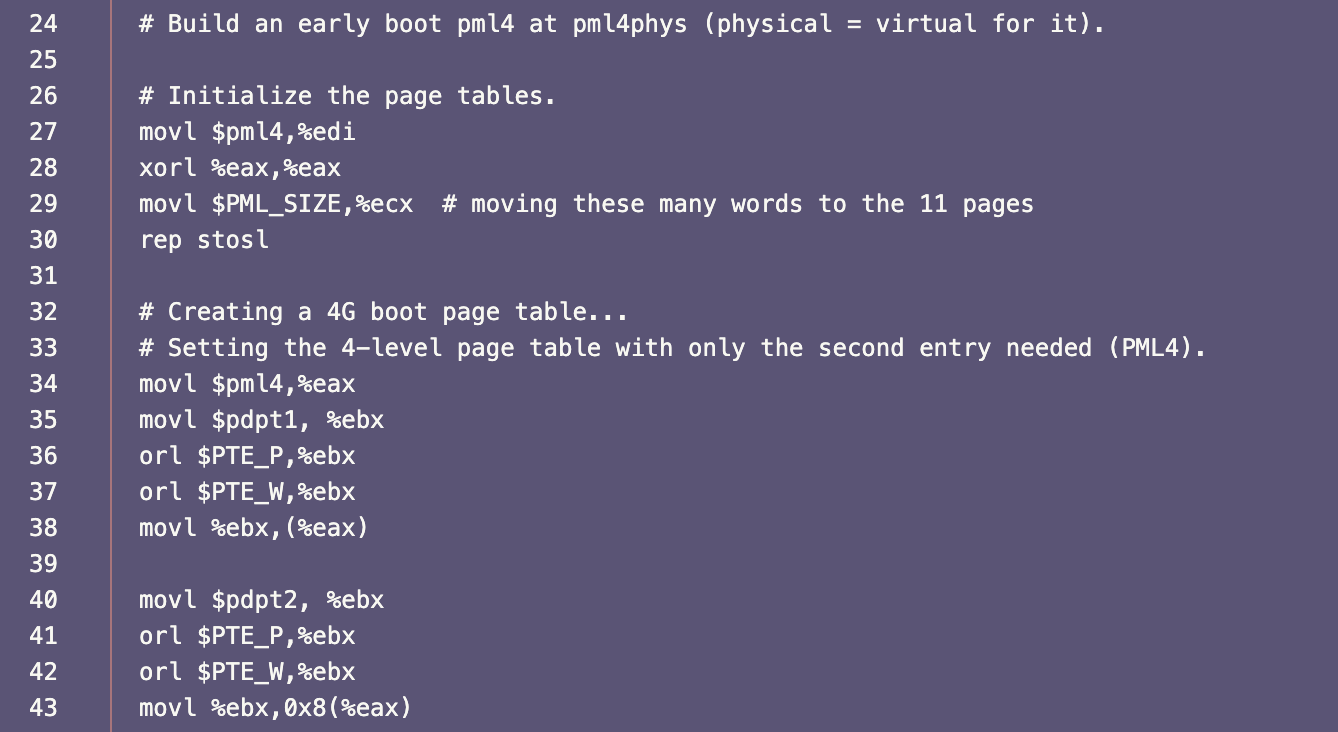 24 # Build an early boot pml4 at pml4phys (physical = virtual for it).
25
26 # Initialize the page tables.
27 movl $pml4,%edi
28 xorl %eax,%eax
29 movl $PML_SIZE,%ecx  # moving these many words to the 11 pages
30 rep stosl
31
32 # Creating a 4G boot page table...
33 # Setting the 4-level page table with only the second entry needed (PML4).
34 movl $pml4,%eax
35 movl $pdpt1, %ebx
36 orl $PTE_P,%ebx
37 orl $PTE_W,%ebx
38 movl %ebx,(%eax)
39
40 movl $pdpt2, %ebx
41 orl $PTE_P,%ebx
42 orl $PTE_W,%ebx
43 movl %ebx,0x8(%eax)